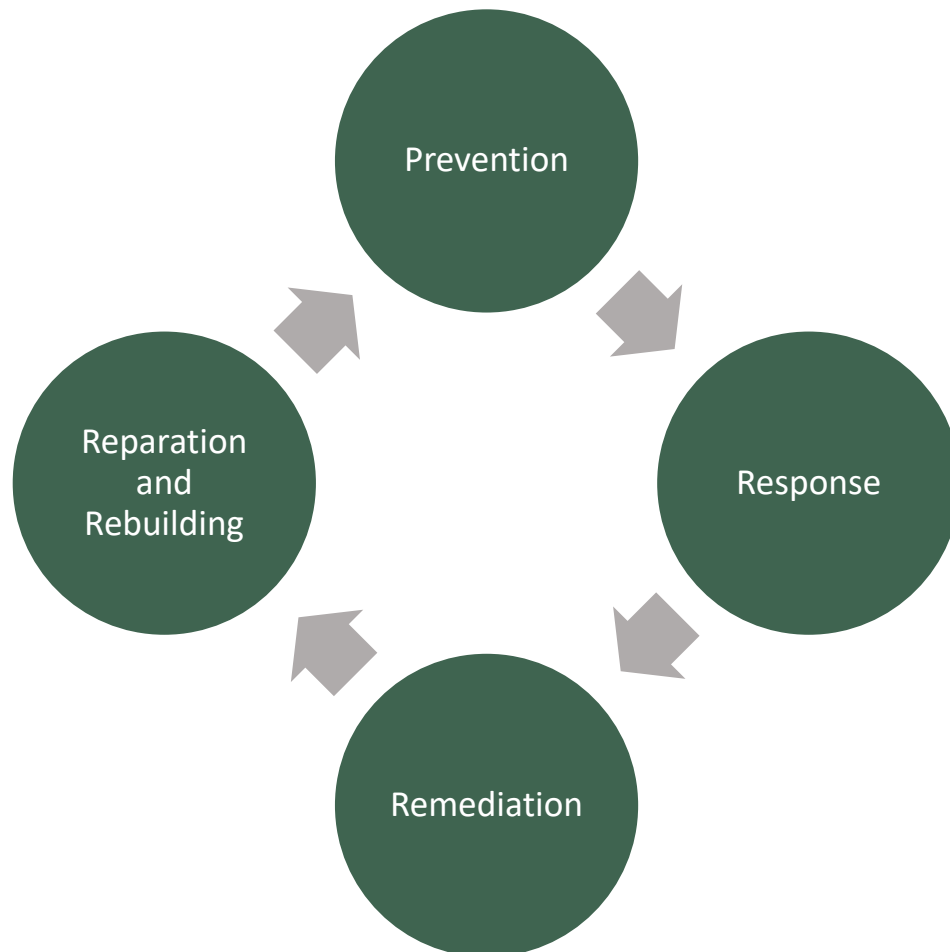 Prevention
Response
Remediation
Reparation
and
Rebuilding